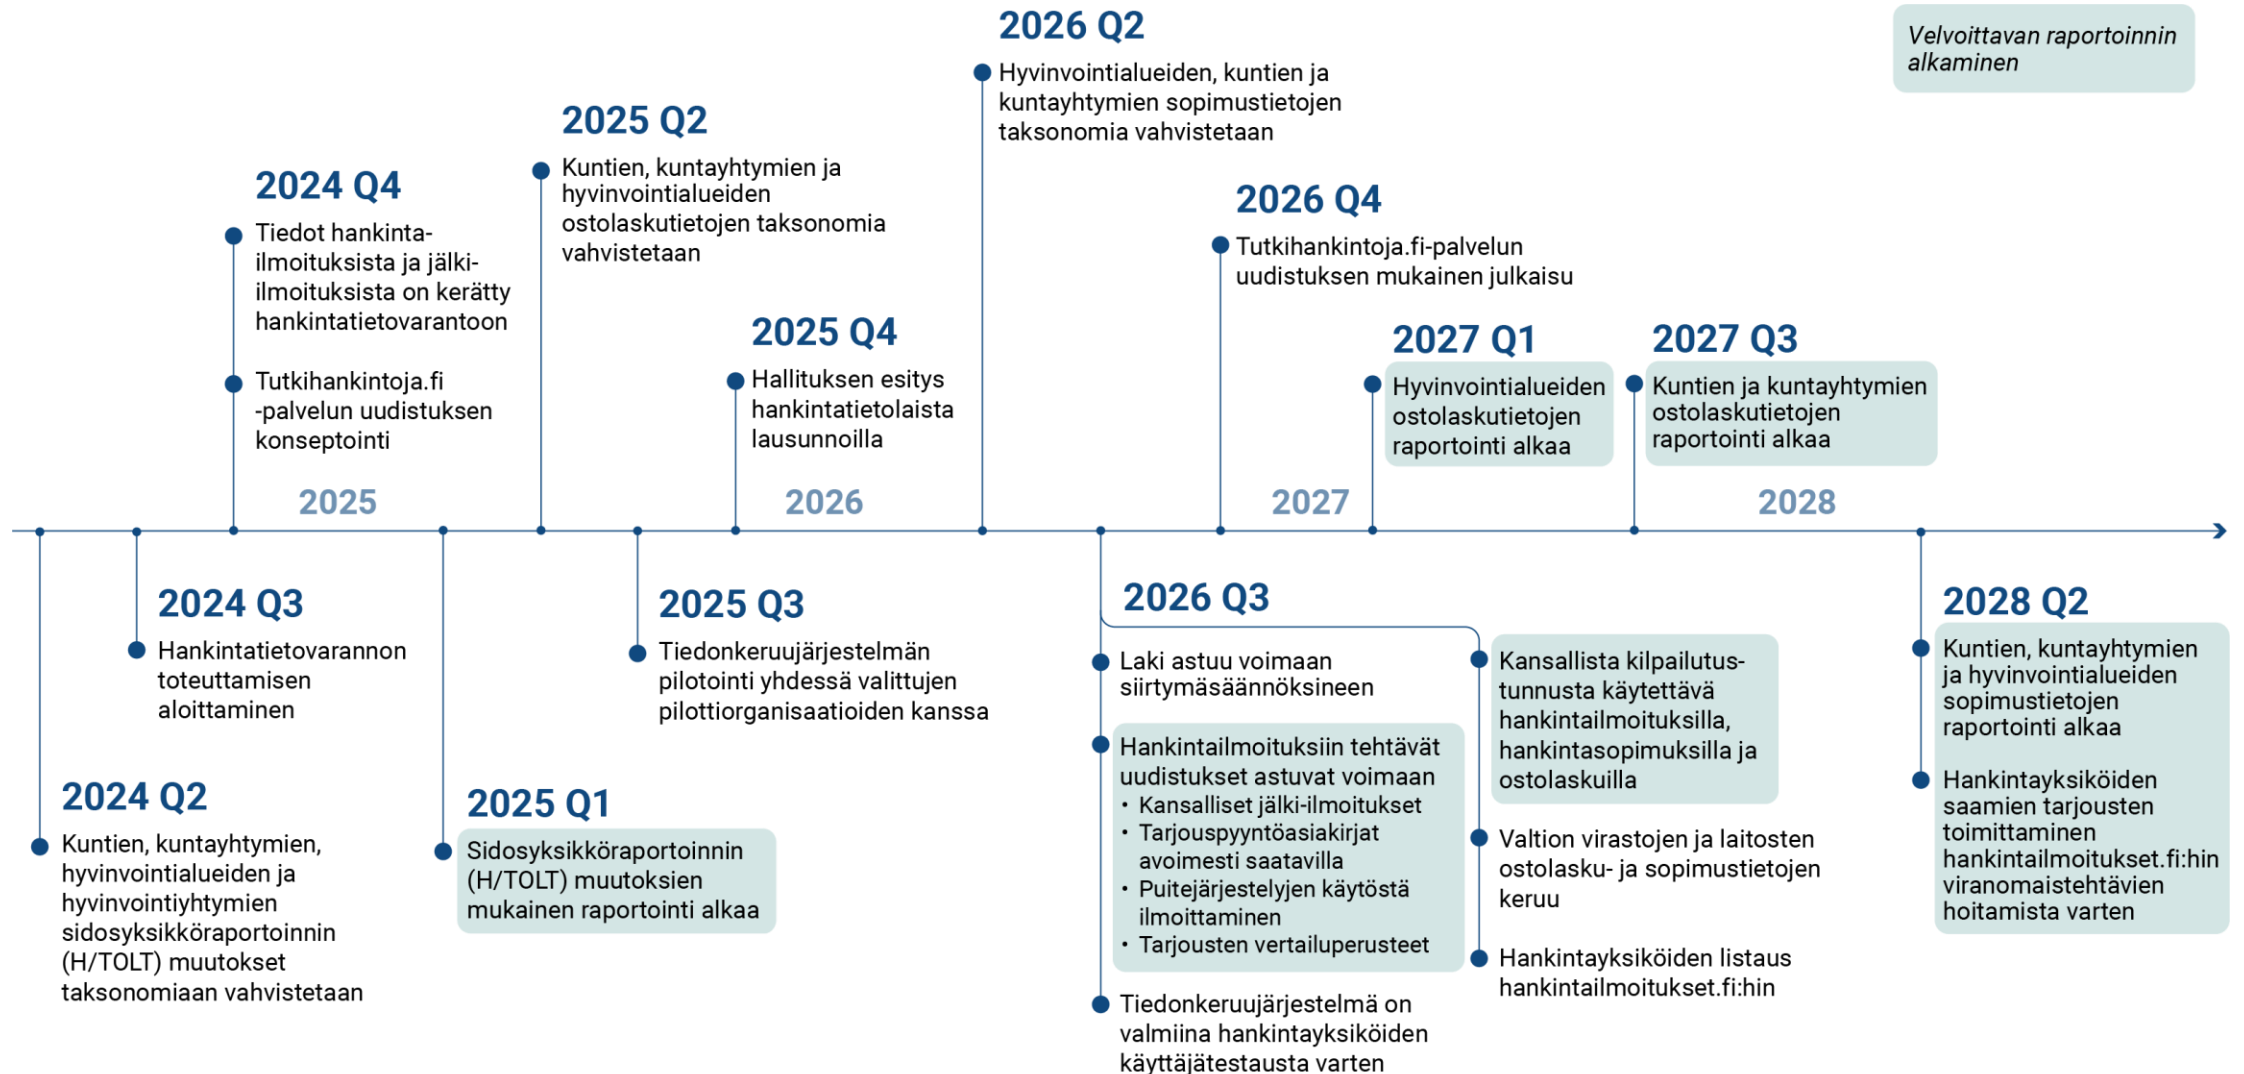 2026 Q2
Hyvinvointialueiden, kuntien ja
kuntayhtymien sopimustietojen
taksonomia vahvistetaan
Velvoittavan raportoinnin
alkaminen
2025 Q2
Kuntien, kuntayhtymien ja
hyvinvointialueiden
ostolaskutietojen taksonomia
vahvistetaan
2024 Q4
Tiedot hankinta-
ilmoituksista ja jälki-
ilmoituksista on kerätty
hankintatietovarantoon
Tutkihankintoja.fi
-palvelun uudistuksen
konseptointi
2025 Q4
Hallituksen esitys
hankintatietolaista
lausunnoilla
2026 Q4
Tutkihankintoja.fi-palvelun
uudistuksen mukainen julkaisu
2027 Q1
Hyvinvointialueiden
ostolaskutietojen
raportointi alkaa
2027 Q3
Kuntien ja kuntayhtymien
ostolaskutietojen
raportointi alkaa
2025
2026
2027
2028
2024 Q3
Hankintatietovarannon
toteuttamisen
aloittaminen
2024 Q2
Kuntien, kuntayhtymien,
hyvinvointialueiden ja
hyvinvointiyhtymien
sidosyksikköraportoinnin
(H/TOLT) muutokset
taksonomiaan vahvistetaan
2025 Q1
Sidosyksikköraportoinnin
(H/TOLT) muutoksien
mukainen raportointi alkaa
2025 Q3
Tiedonkeruujärjestelmän
pilotointi yhdessä valittujen
pilottiorganisaatioiden kanssa
2026 Q3
Laki astuu voimaan
siirtymäsäännöksineen
Hankintailmoituksiin tehtävät
uudistukset astuvat voimaan
• Kansalliset jälki-ilmoitukset
• Tarjouspyyntöasiakirjat
avoimesti saatavilla
• Puitejärjestelyjen käytöstä
ilmoittaminen
• Tarjousten vertailuperusteet
Tiedonkeruujärjestelmä on
valmiina hankintayksiköiden
käyttäjätestausta varten
Kansallista kilpailutus-
tunnusta käytettävä
hankintailmoituksilla,
hankintasopimuksilla ja
ostolaskuilla
Valtion virastojen ja laitosten
ostolasku- ja sopimustietojen
keruu
Hankintayksiköiden listaus
hankintailmoitukset.fi:hin
2028 Q2
Kuntien, kuntayhtymien
ja hyvinvointialueiden
sopimustietojen
raportointi alkaa
Hankintayksiköiden
saamien tarjousten
toimittaminen
hankintailmoitukset.fi:hin
viranomaistehtävien
hoitamista varten